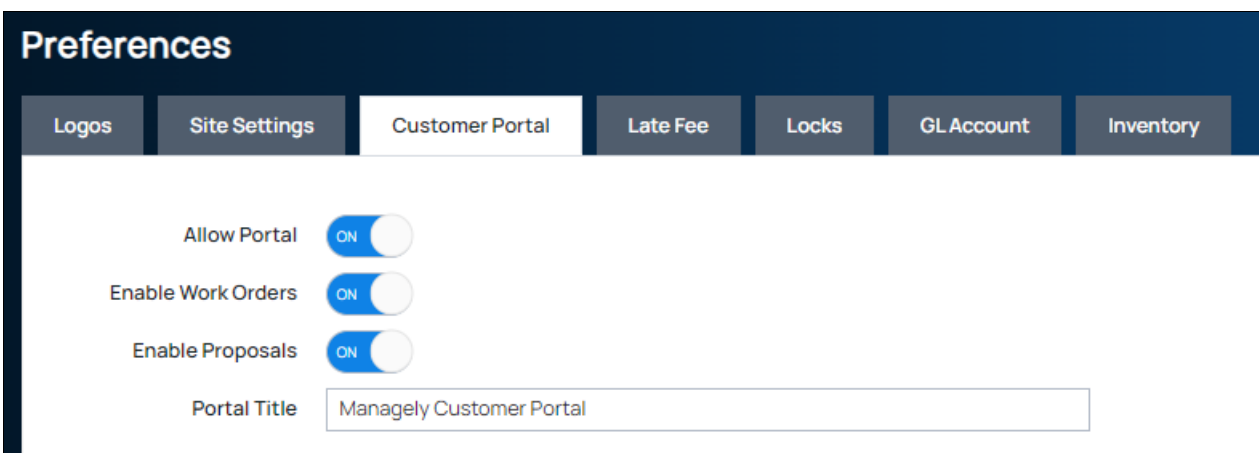 Preferences
Logos Site Settings Customer Portal Late Fee Locks GL Account Inventory
Allow Portal ON
Enable Work Orders ON
Enable Proposals ON
Portal Title Managely Customer Portal